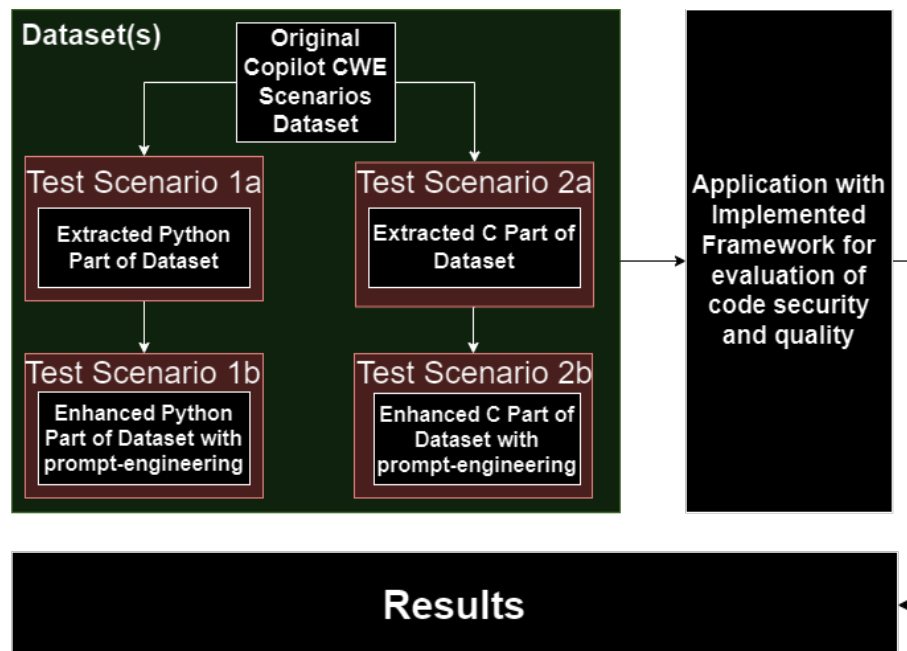 Dataset(s)
Original
Copilot CWE
Scenarios
Dataset
Test Scenario 1a
Extracted Python
Part of Dataset
Test Scenario 2a
Extracted C Part of
Dataset
Test Scenario 1b
Enhanced Python
Part of Dataset with
prompt-engineering
Test Scenario 2b
Enhanced C Part of
Dataset with
prompt-engineering
Application with
Implemented
Framework for
evaluation of
code security
and quality
Results